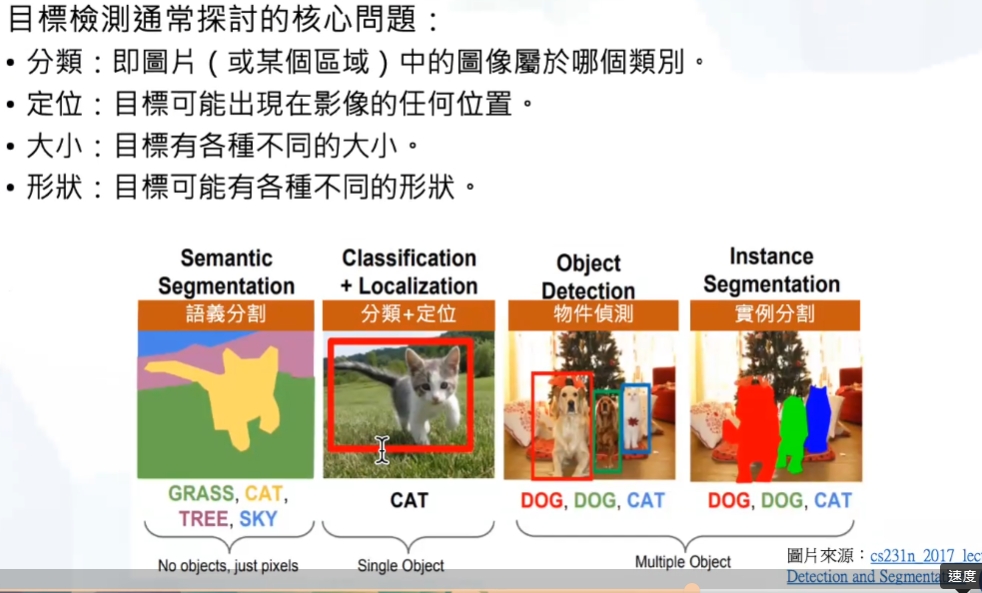 目標檢測通常探討的核心問題：
• 分類：即圖片（或某個區域）中的圖像屬於哪個類別。
• 定位：目標可能出現在影像的任何位置。
• 大小：目標有各種不同的大小。
• 形狀：目標可能有各種不同的形狀。
Semantic Segmentation
語義分割
GRASS, CAT,
TREE, SKY
No objects, just pixels
Classification + Localization
分類+定位
CAT
Single Object
Object Detection
物件偵測
DOG, DOG, CAT
Instance Segmentation
實例分割
DOG, DOG, CAT
Multiple Object
圖片來源：cs231n_2017_lec
Detection and Segmenta
速度